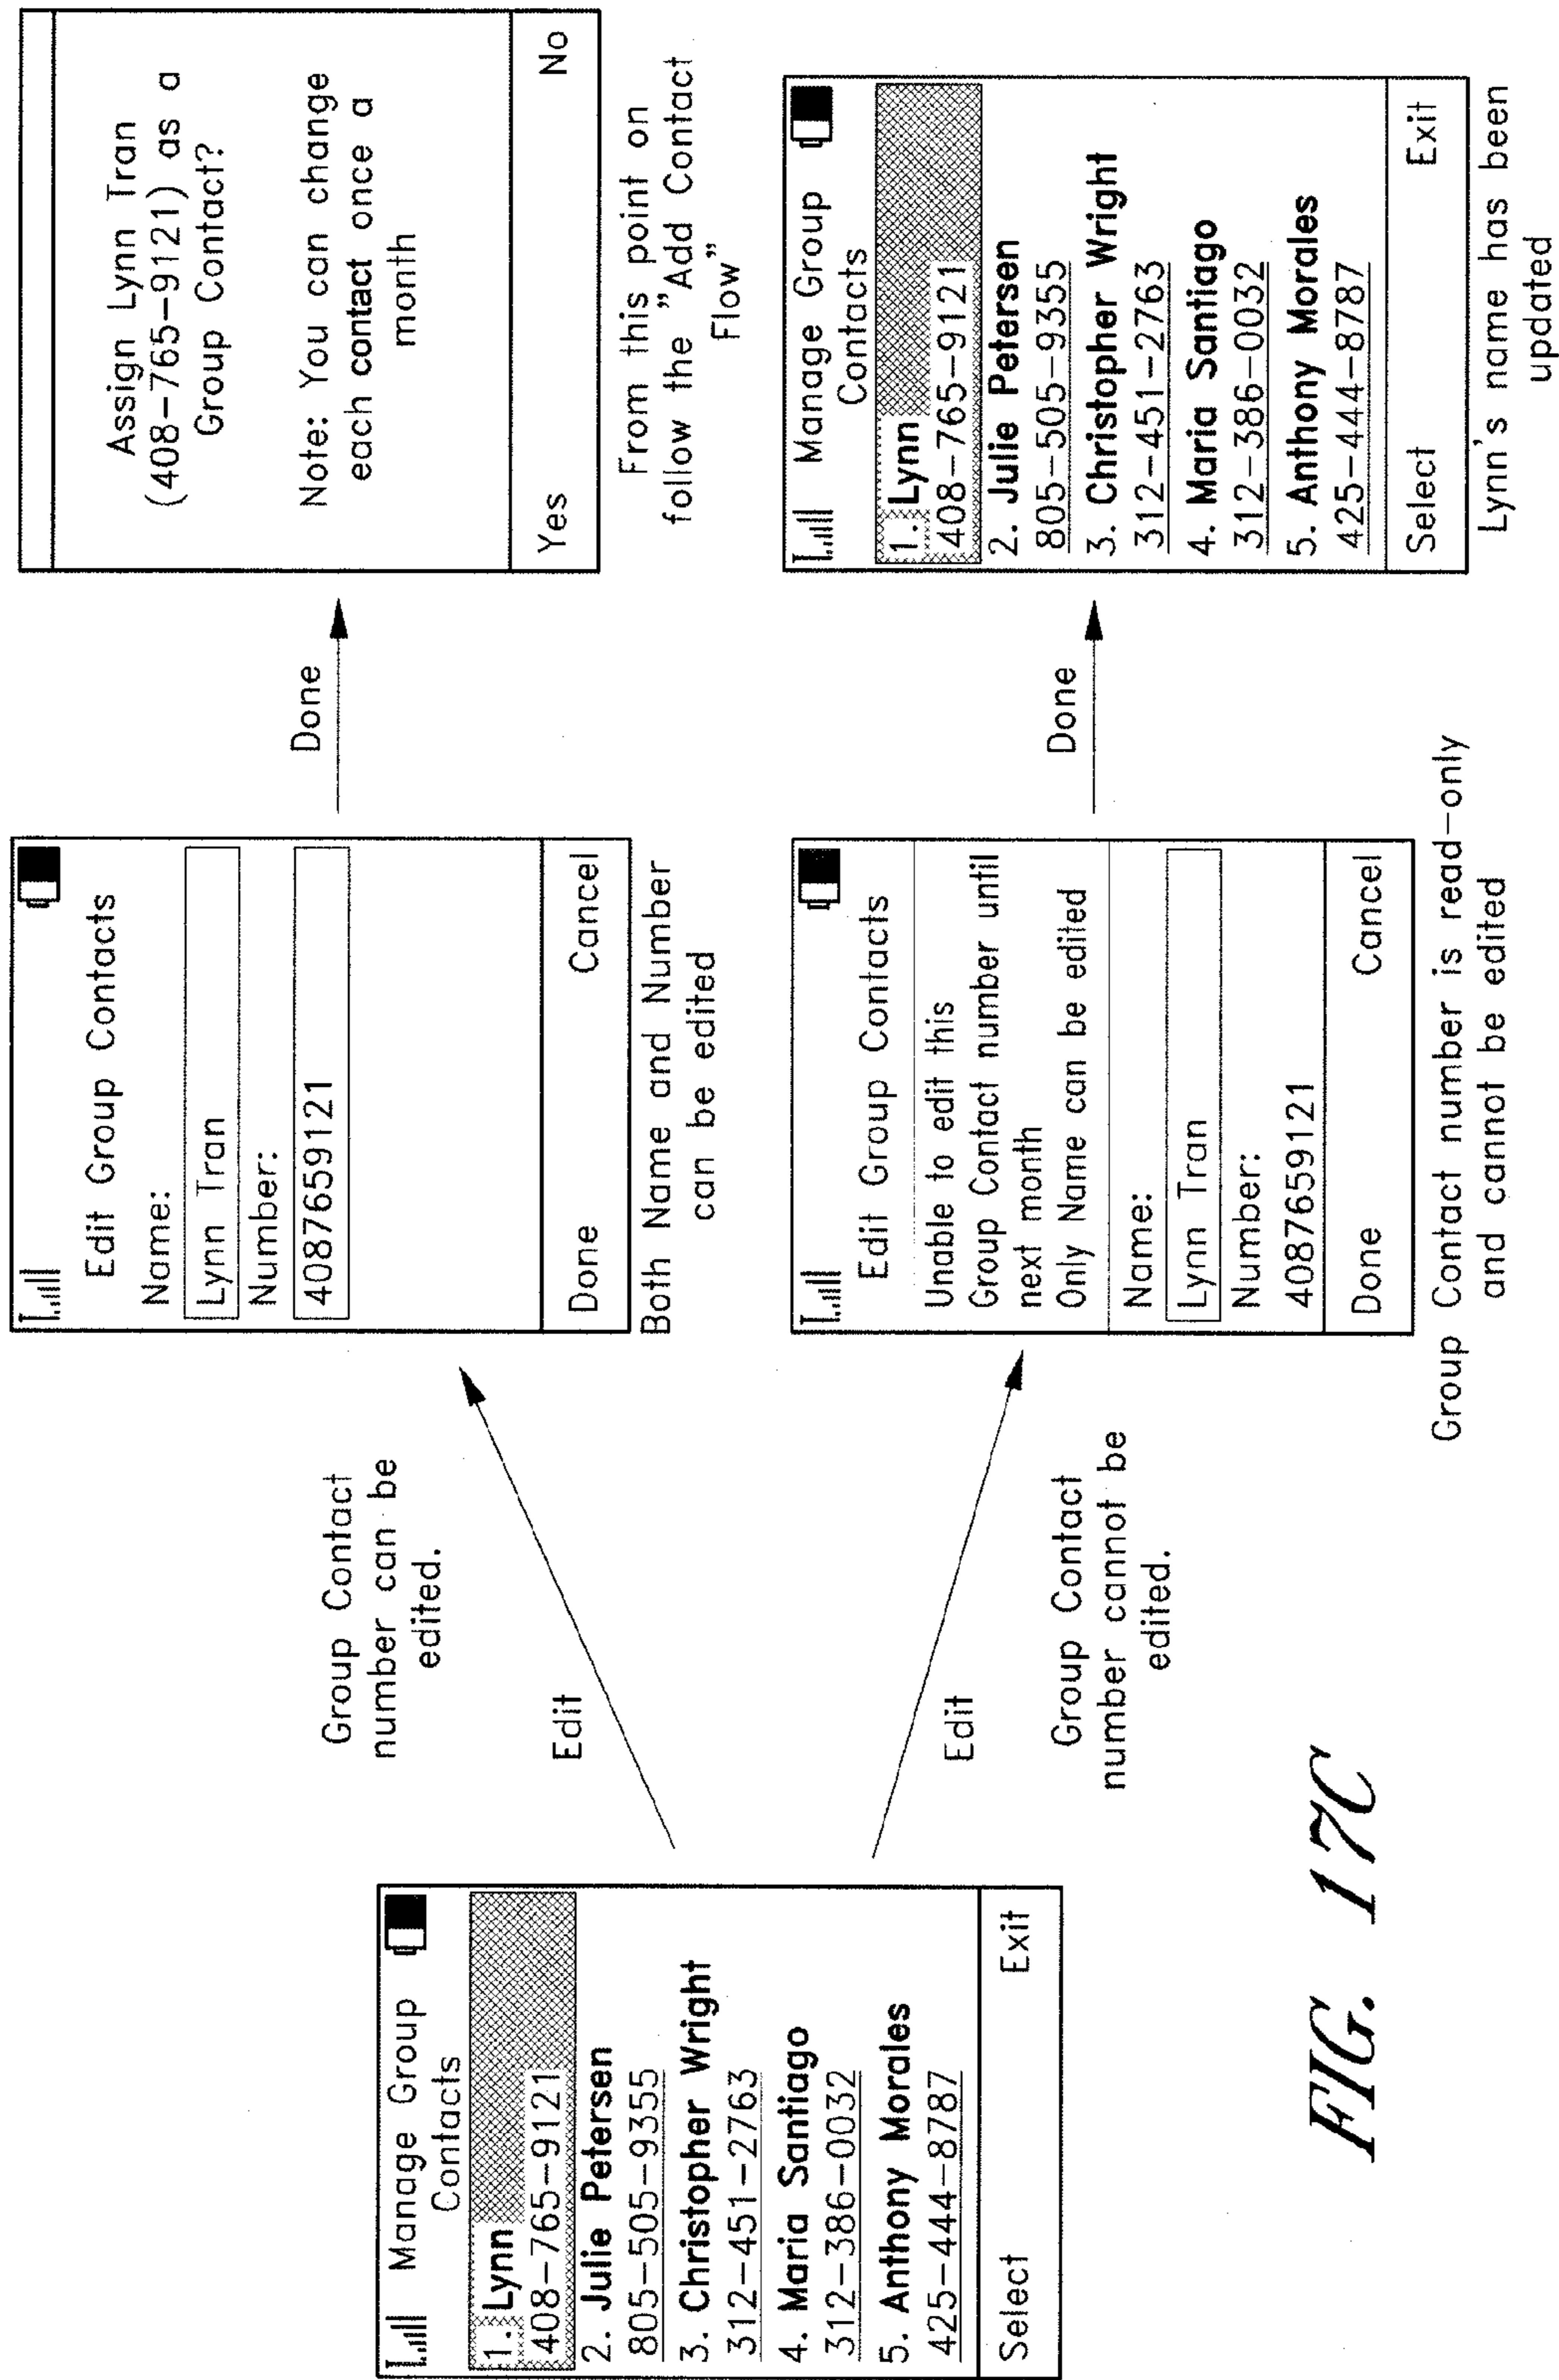 Manage Group
Contacts
1. Lynn
408-765-9121
2. Julie Petersen
805-505-9355
3. Christopher Wright
312-451-2763
4. Maria Santiago
312-386-0032
5. Anthony Morales
425-444-8787
Select Exit
Group Contact
number can be
edited.
Edit
Edit Group Contacts
Name:
Lynn Tran
Number:
4087659121
Done Cancel
Both Name and Number
can be edited
Done
Assign Lynn Tran
(408-765-9121) as a
Group Contact?
Note: You can change
each contact once a
month
Yes No
From this point on
follow the "Add Contact
Flow"
Edit
Group Contact
number cannot be
edited.
Edit Group Contacts
Unable to edit this
Group Contact number until
next month
Only Name can be edited
Name:
Lynn Tran
Number:
4087659121
Done Cancel
Group Contact number is read-only
and cannot be edited
Done
Manage Group
Contacts
1. Lynn
408-765-9121
2. Julie Petersen
805-505-9355
3. Christopher Wright
312-451-2763
4. Maria Santiago
312-386-0032
5. Anthony Morales
425-444-8787
Select Exit
Lynn's name has been
updated
FIG. 17C